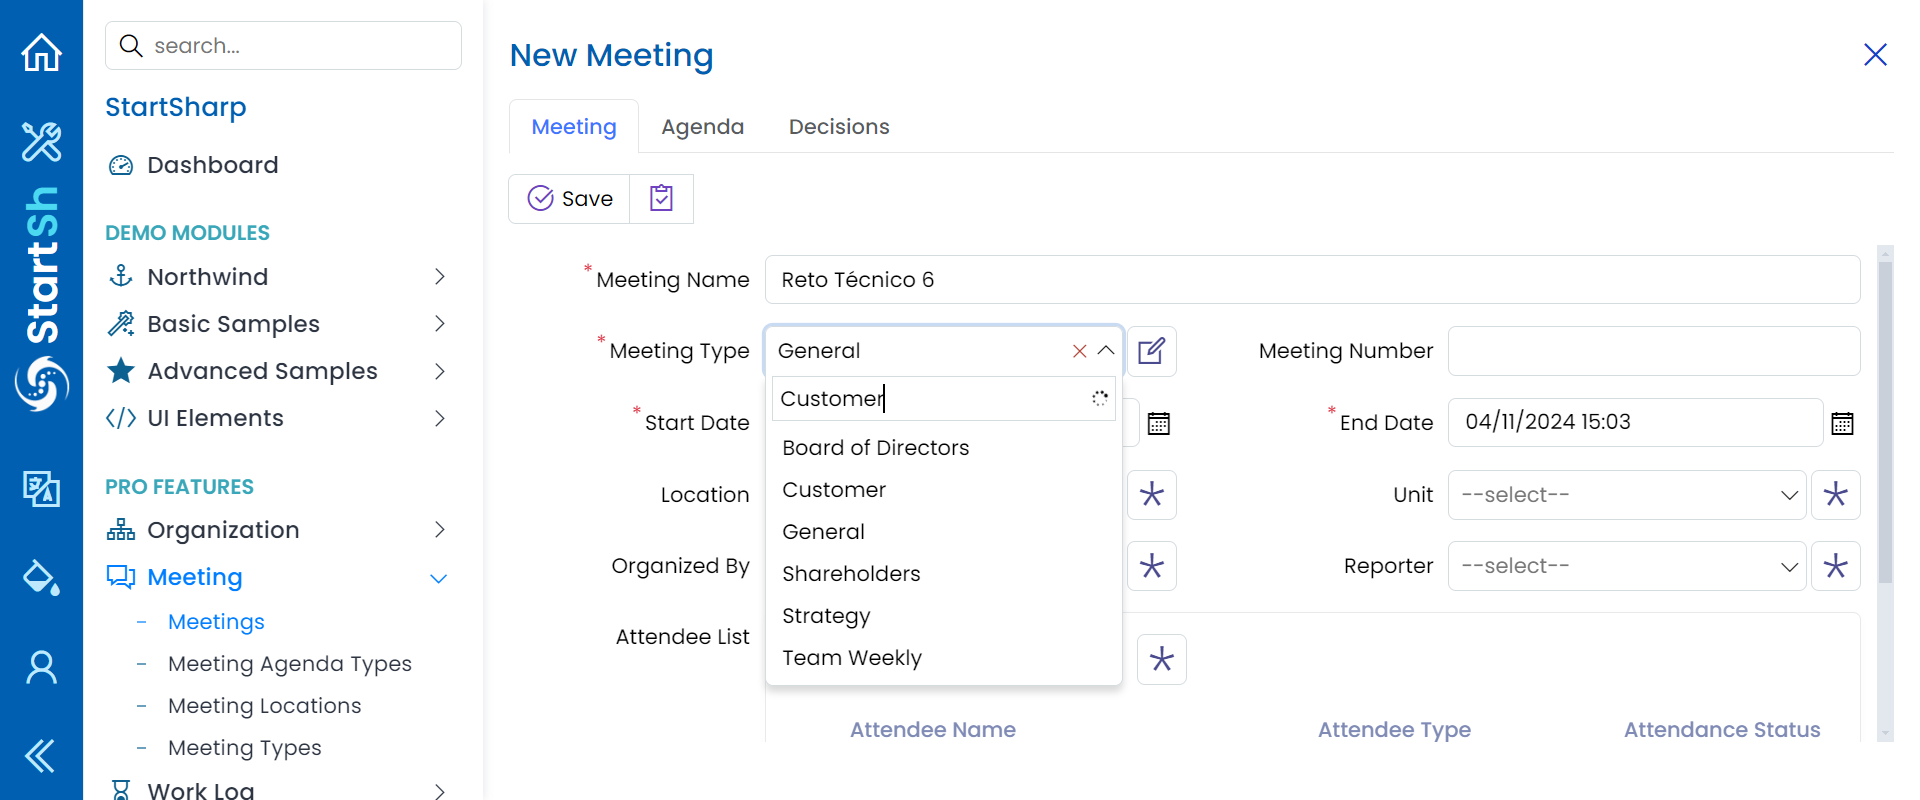 search...
StartSharp
Dashboard
DEMO MODULES
Northwind
Basic Samples
Advanced Samples
UI Elements
PRO FEATURES
Organization
Meeting
- Meetings
- Meeting Agenda Types
- Meeting Locations
- Meeting Types
Work Log
StartSh
New Meeting
Meeting
Agenda
Decisions
Save
* Meeting Name
Reto Técnico 6
* Meeting Type
General
Customer
Board of Directors
Customer
General
Shareholders
Strategy
Team Weekly
Meeting Number
* Start Date
* End Date
04/11/2024 15:03
Location
Unit
--select--
Organized By
Reporter
--select--
Attendee List
Attendee Name
Attendee Type
Attendance Status